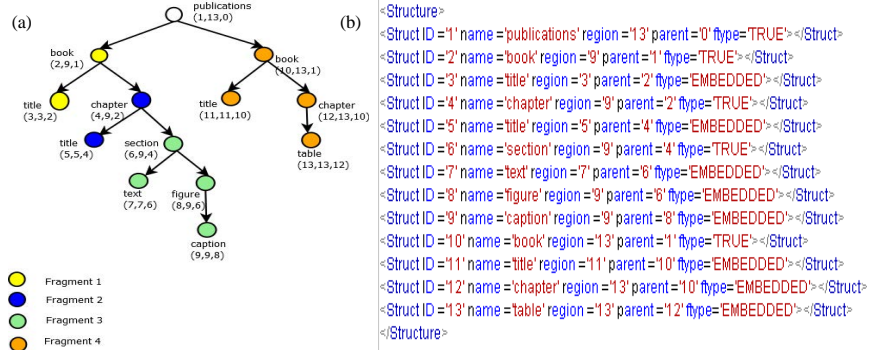 (a)
publications
(1,13,0)
book
(2,9,1)
book
(10,13,1)
title
(3,3,2)
chapter
(4,9,2)
title
(11,11,10)
chapter
(12,13,10)
title
(5,5,4)
section
(6,9,4)
table
(13,13,12)
text
(7,7,6)
figure
(8,9,6)
caption
(9,9,8)
Fragment 1
Fragment 2
Fragment 3
Fragment 4
(b)
<Structure>
<Struct ID ='1' name ='publications' region ='13' parent ='0' ftype='TRUE'></Struct>
<Struct ID ='2' name ='book' region ='9' parent ='1' ftype='TRUE'></Struct>
<Struct ID ='3' name ='title' region ='3' parent ='2' ftype='EMBEDDED'></Struct>
<Struct ID ='4' name ='chapter' region ='9' parent ='2' ftype='TRUE'></Struct>
<Struct ID ='5' name ='title' region ='5' parent ='4' ftype='EMBEDDED'></Struct>
<Struct ID ='6' name ='section' region ='9' parent ='4' ftype='TRUE'></Struct>
<Struct ID ='7' name ='text' region ='7' parent ='6' ftype='EMBEDDED'></Struct>
<Struct ID ='8' name ='figure' region ='9' parent ='6' ftype='EMBEDDED'></Struct>
<Struct ID ='9' name ='caption' region ='9' parent ='8' ftype='EMBEDDED'></Struct>
<Struct ID ='10' name ='book' region ='13' parent ='1' ftype='TRUE'></Struct>
<Struct ID ='11' name ='title' region ='11' parent ='10' ftype='EMBEDDED'></Struct>
<Struct ID ='12' name ='chapter' region ='13' parent ='10' ftype='EMBEDDED'></Struct>
<Struct ID ='13' name ='table' region ='13' parent ='12' ftype='EMBEDDED'></Struct>
</Structure>